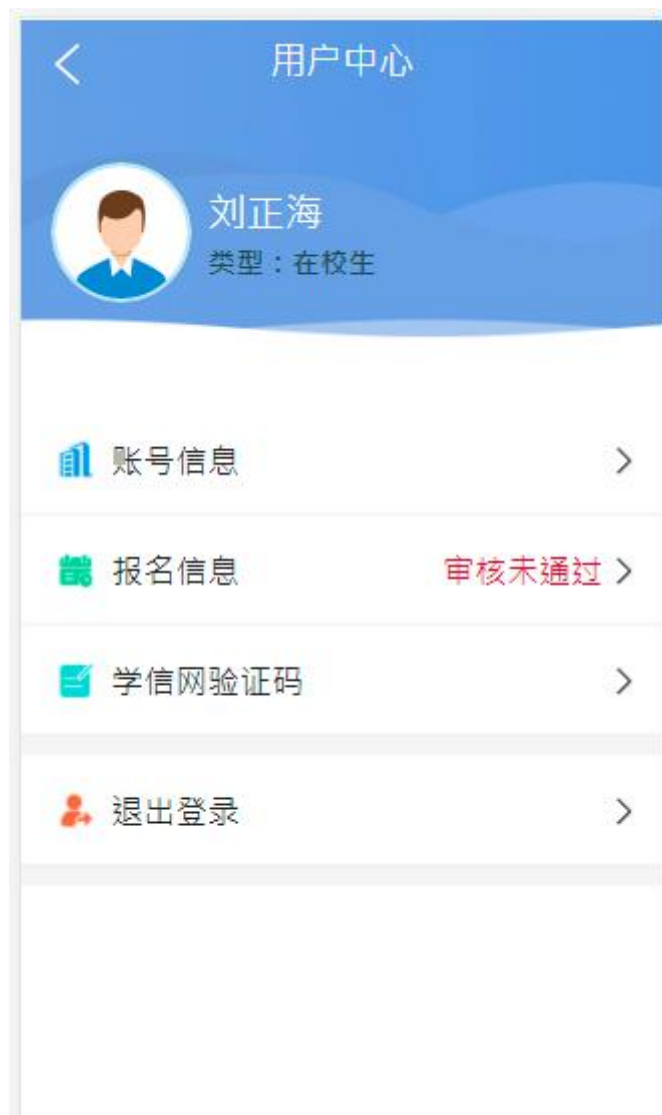 用户中心
刘正海
类型：在校生
账号信息
报名信息 审核未通过
学信网验证码
退出登录